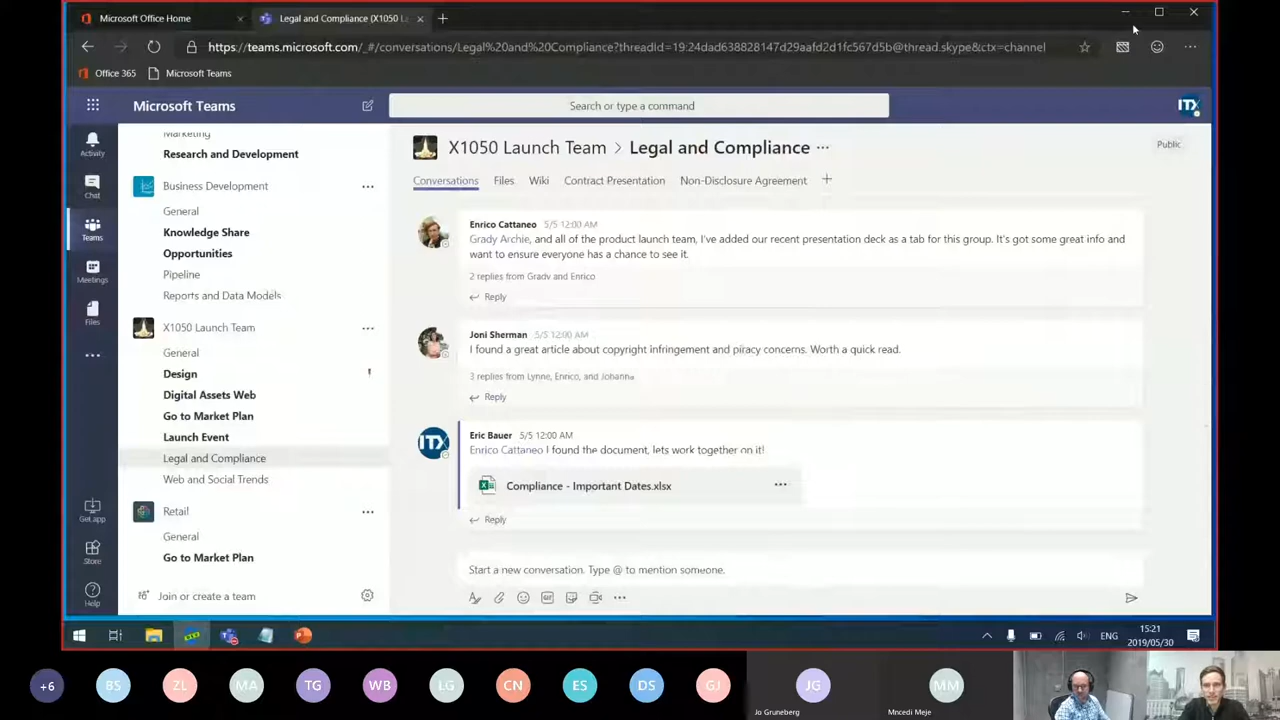 Microsoft Office Home
Legal and Compliance (X1050 L
https://teams.microsoft.com/_#/conversations/Legal%20and%20Compliance?threadId=19:24dad638828147d29aafd2d1fc567d5b@thread.skype&ctx=channel
Office 365
Microsoft Teams
Microsoft Teams
Search or type a command
ITX
Activity
Chat
Teams
Meetings
Files
Get app
Store
Help
Marketing
Research and Development
Business Development
General
Knowledge Share
Opportunities
Pipeline
Reports and Data Models
X1050 Launch Team
General
Design
Digital Assets Web
Go to Market Plan
Launch Event
Legal and Compliance
Web and Social Trends
Retail
General
Go to Market Plan
Join or create a team
X1050 Launch Team > Legal and Compliance
Public
Conversations Files Wiki Contract Presentation Non-Disclosure Agreement
Enrico Cattaneo 5/5 12:00 AM
Grady Archie, and all of the product launch team, I've added our recent presentation deck as a tab for this group. It's got some great info and
want to ensure everyone has a chance to see it.
2 replies from Grady and Enrico
Reply
Joni Sherman 5/5 12:00 AM
I found a great article about copyright infringement and piracy concerns. Worth a quick read.
3 replies from Lynne, Enrico, and Johanna
Reply
ITX
Eric Bauer 5/5 12:00 AM
Enrico Cattaneo I found the document, lets work together on it!
Compliance - Important Dates.xlsx
Reply
Start a new conversation. Type @ to mention someone.
GIF
ENG
15:21
2019/05/30
+6
BS
ZL
MA
TG
WB
LG
CN
ES
DS
GJ
JG
MM
Jo Gruneberg
Mncedi Meje